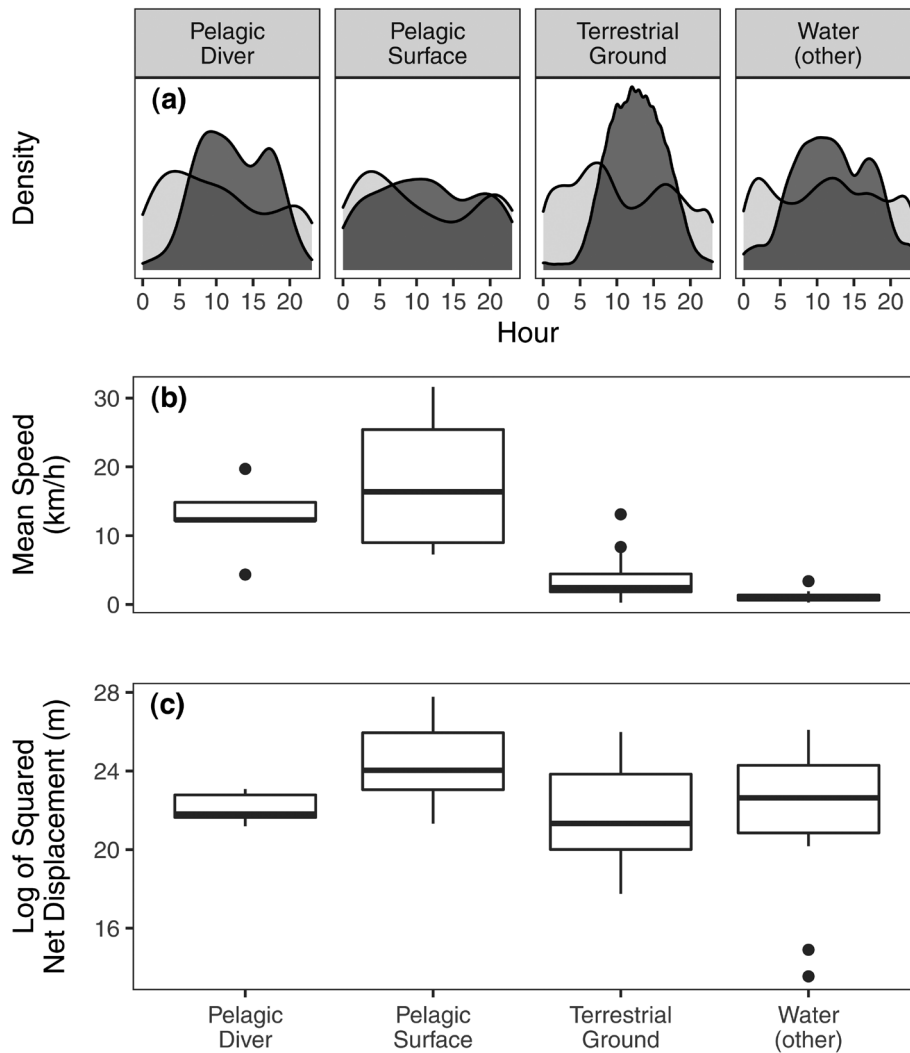 Pelagic
Diver
Pelagic
Surface
Terrestrial
Ground
Water
(other)
(a)
Density
0 5 10 15 20
0 5 10 15 20
0 5 10 15 20
0 5 10 15 20
Hour
(b)
Mean Speed
(km/h)
30
20
10
0
(c)
Log of Squared
Net Displacement (m)
28
24
20
16
Pelagic
Diver
Pelagic
Surface
Terrestrial
Ground
Water
(other)